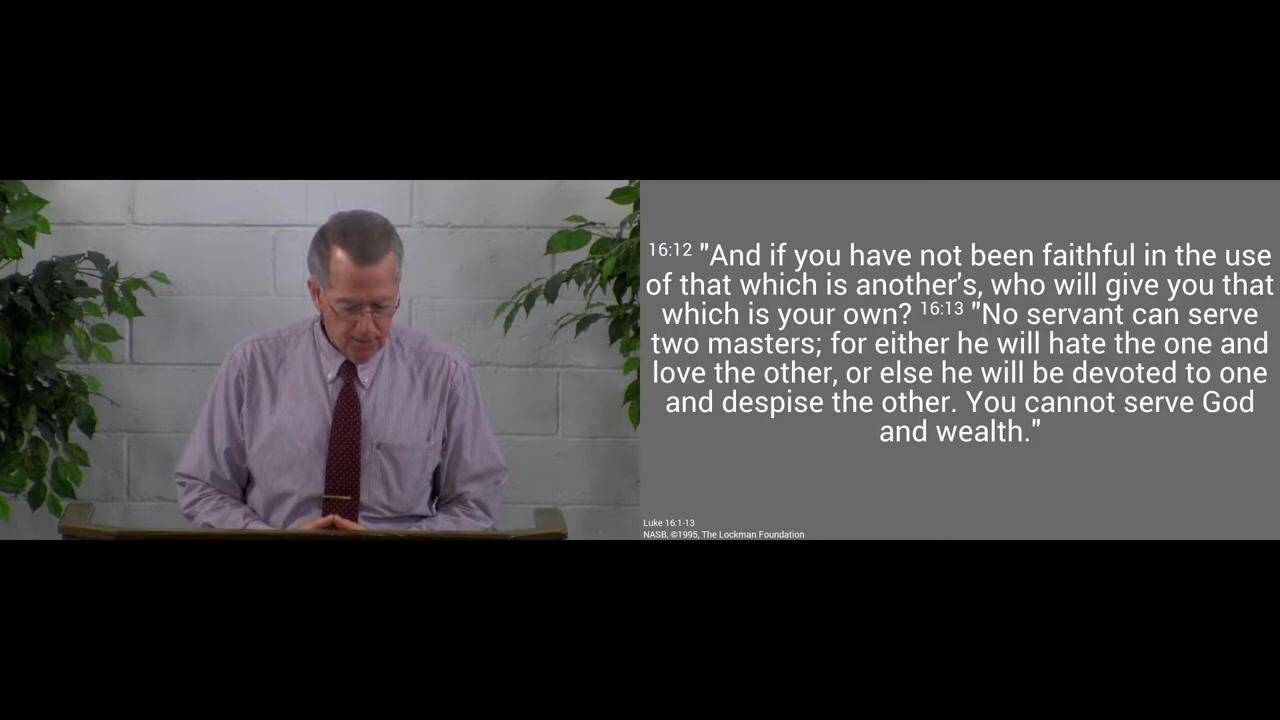 16:12 "And if you have not been faithful in the use
of that which is another's, who will give you that
which is your own? 16:13 "No servant can serve
two masters; for either he will hate the one and
love the other, or else he will be devoted to one
and despise the other. You cannot serve God
and wealth."
Luke 16:1-13
NASB, ©1995, The Lockman Foundation